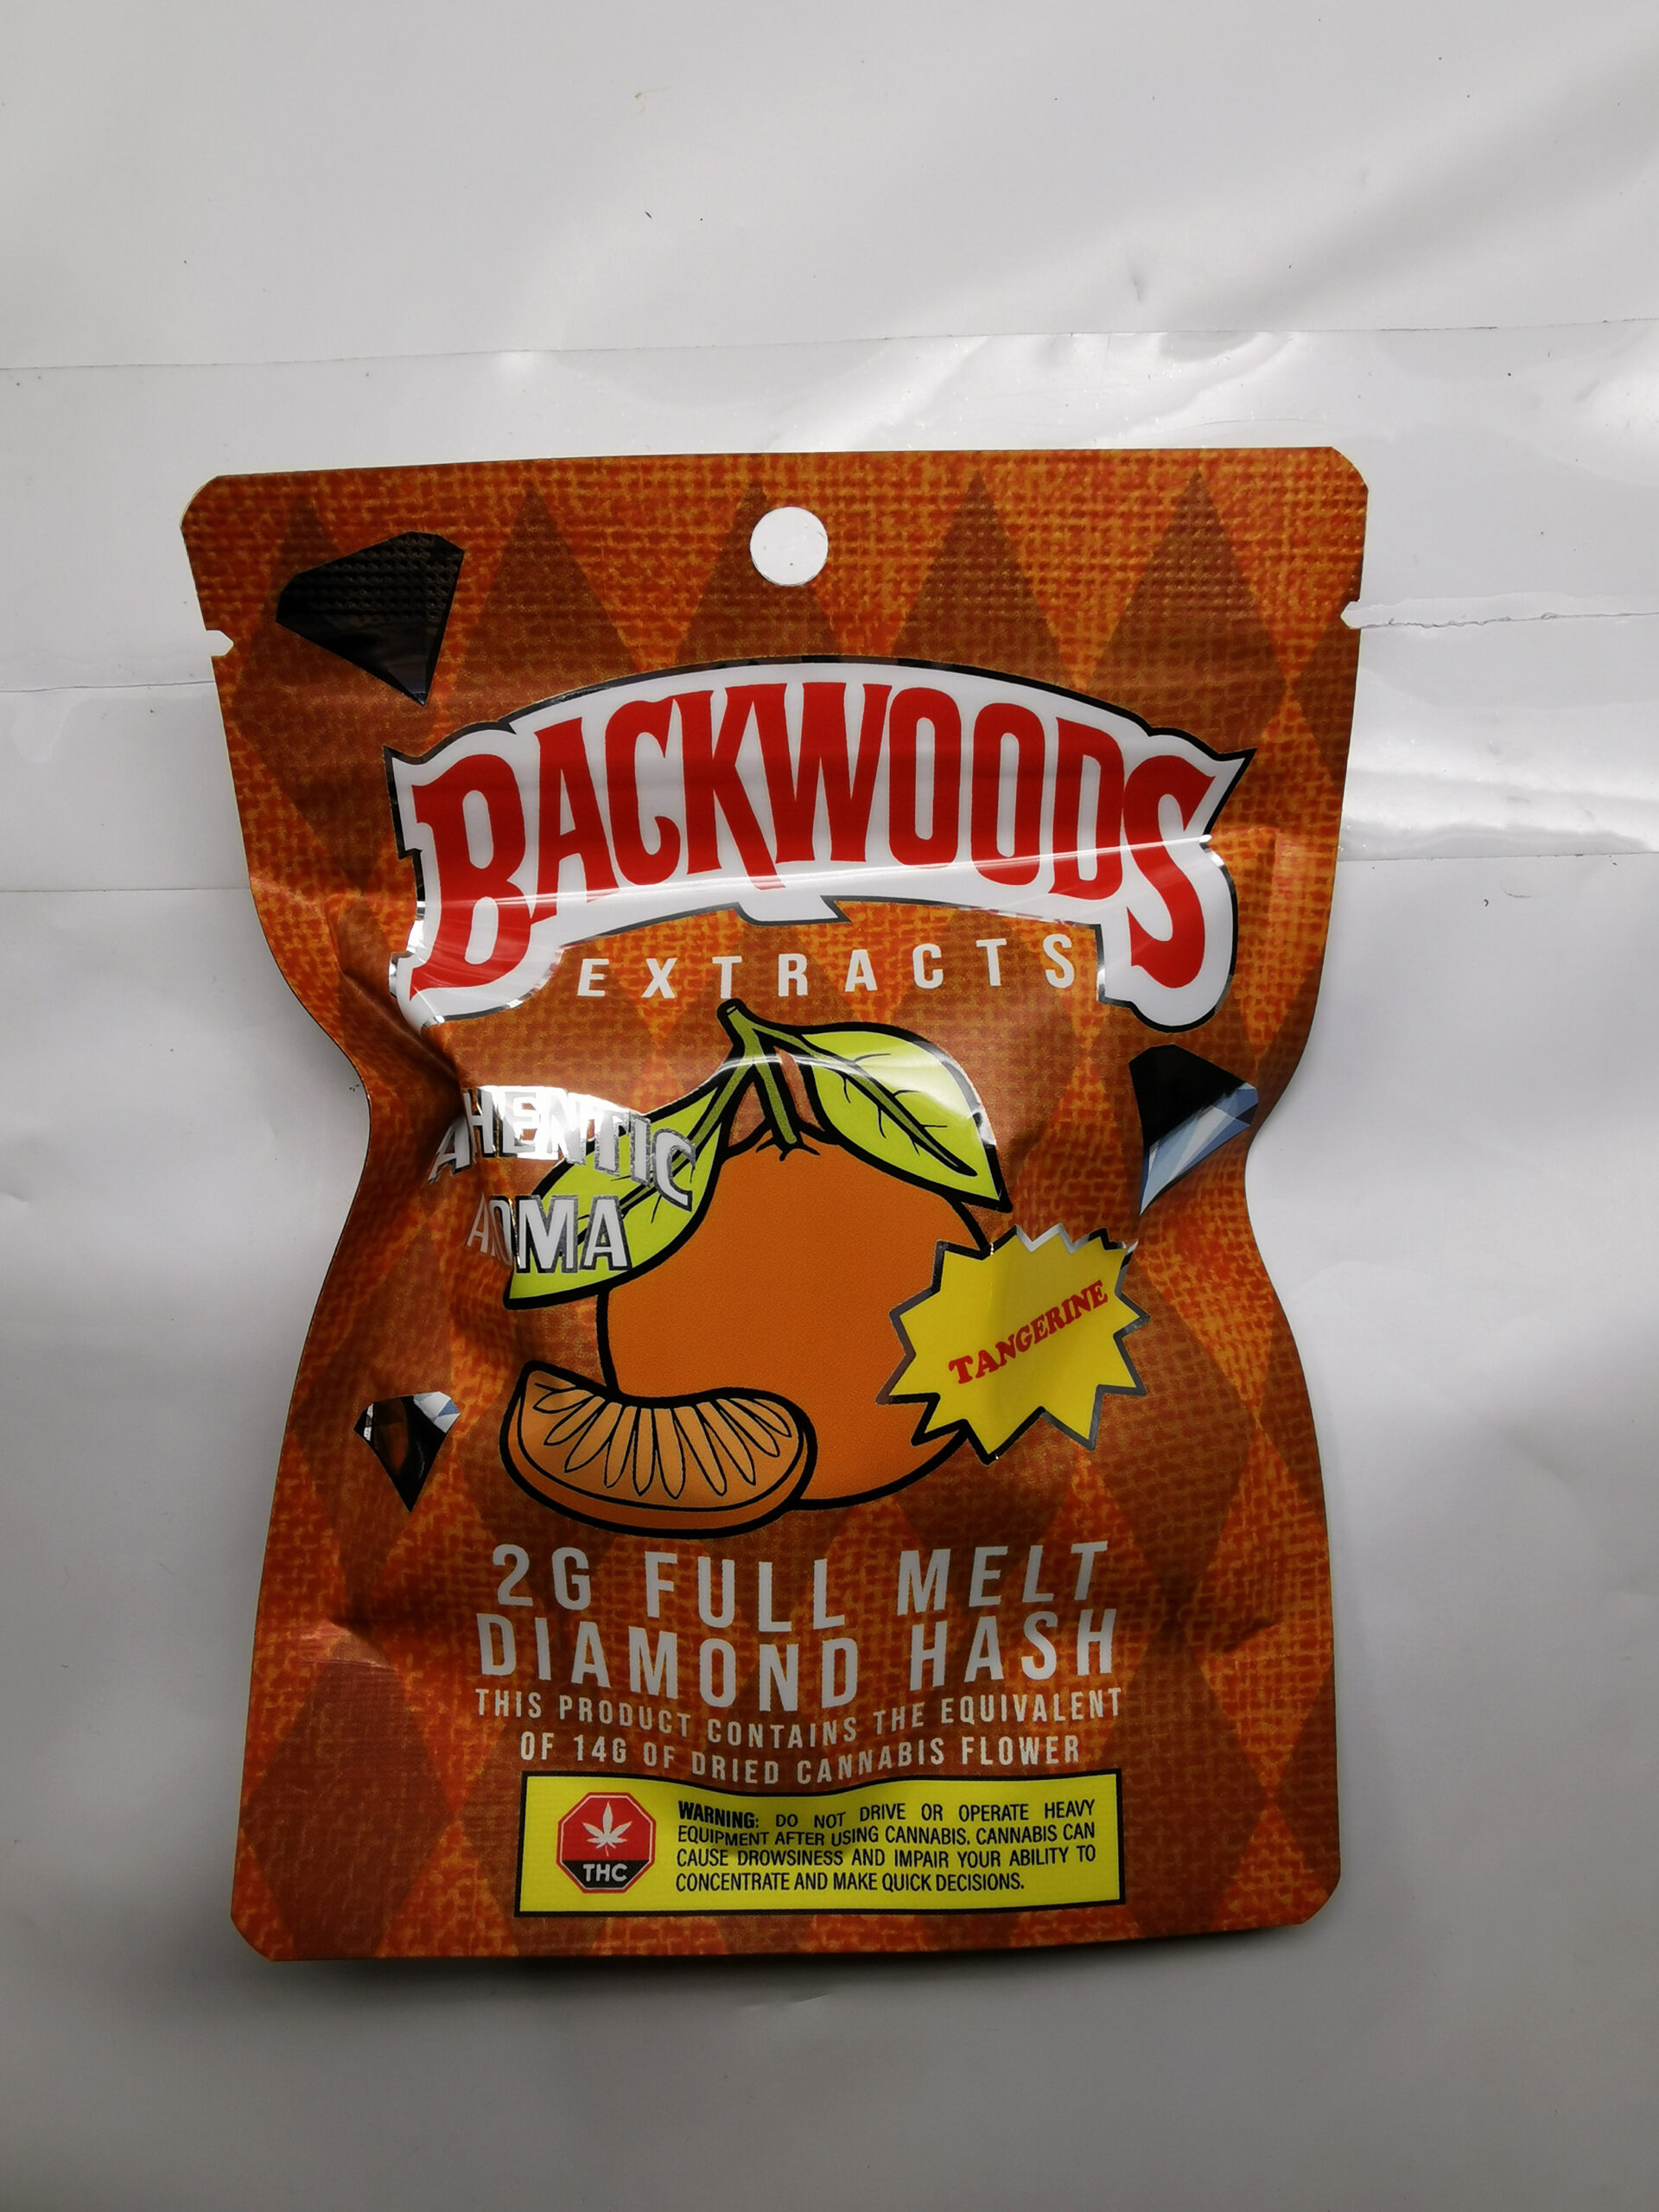 BACKWOODS
EXTRACTS
AROMA
TANGERINE
2G FULL MELT
DIAMOND HASH
THIS PRODUCT CONTAINS THE EQUIVALENT
OF 14G OF DRIED CANNABIS FLOWER
WARNING: DO NOT DRIVE OR OPERATE HEAVY
EQUIPMENT AFTER USING CANNABIS. CANNABIS CAN
CAUSE DROWSINESS AND IMPAIR YOUR ABILITY TO
CONCENTRATE AND MAKE QUICK DECISIONS.
THC